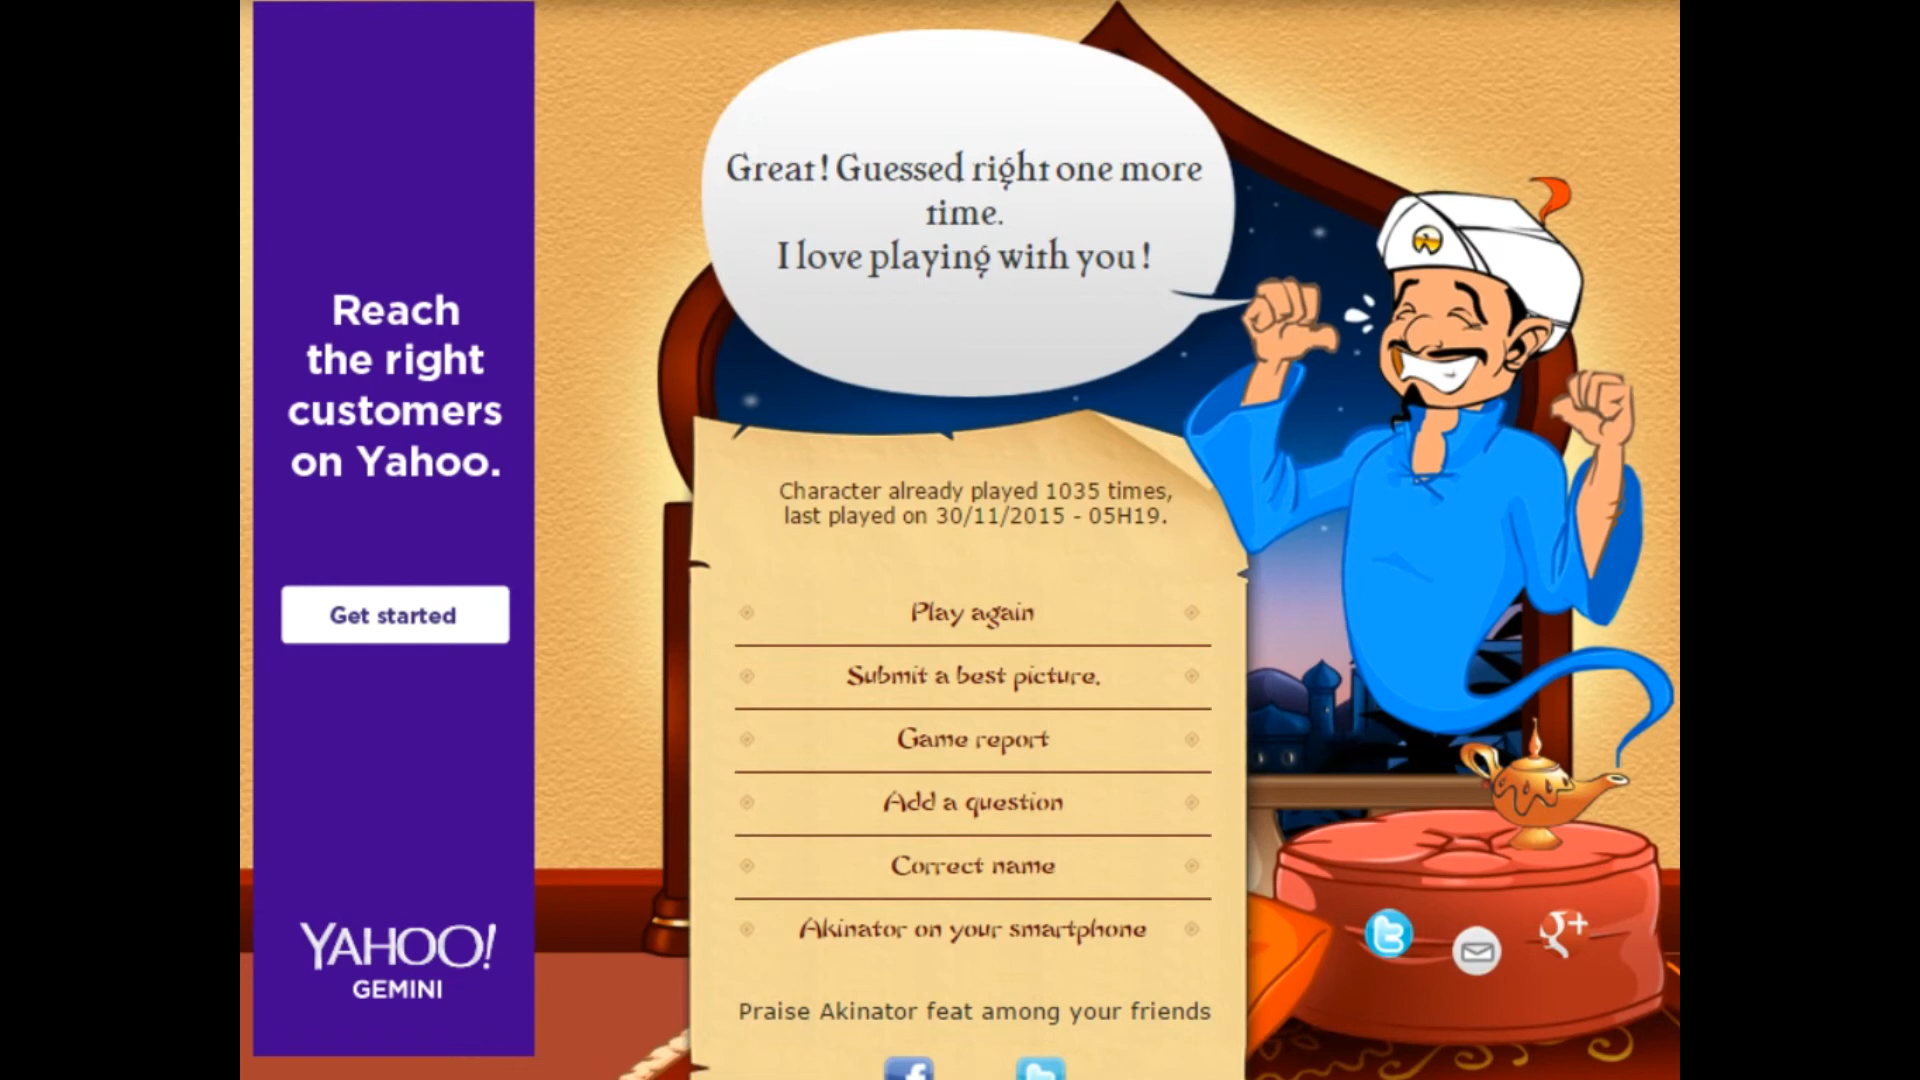 Reach
the right
customers
on Yahoo.
Get started
YAHOO!
GEMINI
Great! Guessed right one more
time.
I love playing with you!
Character already played 1035 times,
last played on 30/11/2015 - 05H19.
Play again
Submit a best picture.
Game report
Add a question
Correct name
Akinator on your smartphone
Praise Akinator feat among your friends
g+